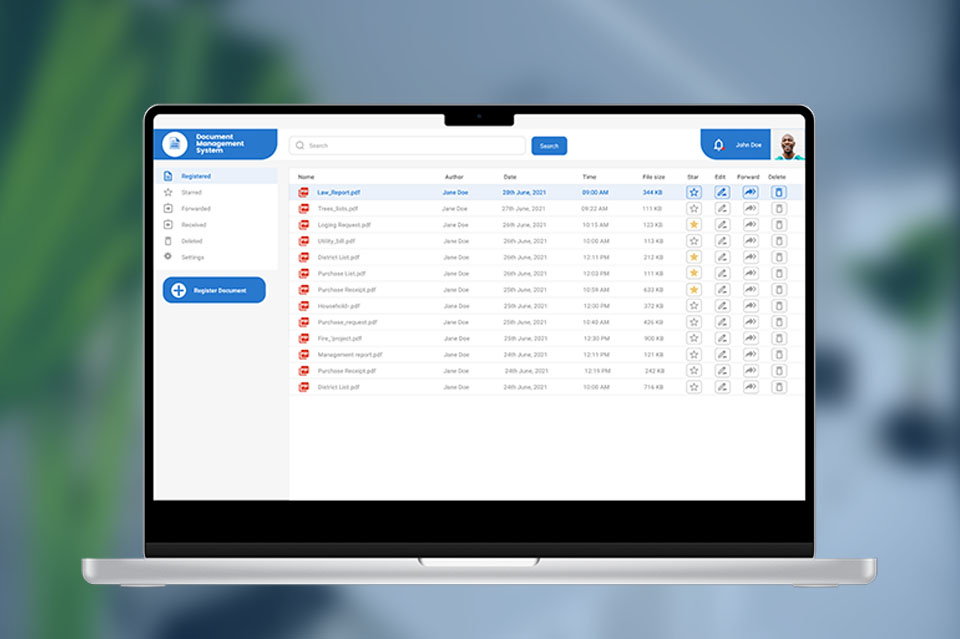 Document
Management
System
Search
Search
John Doe
Registered
Starred
Forwarded
Received
Deleted
Settings
Register Document
Name Author Date Time File size Star Edit Forward Delete
Law_Report.pdf Jane Doe 28th June, 2021 09:00 AM 344 KB
Trees_lists.pdf Jane Doe 27th June, 2021 09:22 AM 111 KB
Loging Request.pdf Jane Doe 26th June, 2021 10:15 AM 123 KB
Utility_bill.pdf Jane Doe 26th June, 2021 10:00 AM 113 KB
District List.pdf Jane Doe 26th June, 2021 12:11 PM 212 KB
Purchase List.pdf Jane Doe 26th June, 2021 12:03 PM 111 KB
Purchase Receipt.pdf Jane Doe 25th June, 2021 10:59 AM 633 KB
Household.pdf Jane Doe 25th June, 2021 12:00 PM 372 KB
Purchase_request.pdf Jane Doe 25th June, 2021 10:40 AM 426 KB
Fire_'project.pdf Jane Doe 25th June, 2021 12:30 PM 900 KB
Management report.pdf Jane Doe 24th June, 2021 12:11 PM 121 KB
Purchase Receipt.pdf Jane Doe 24th June, 2021 12:19 PM 242 KB
District List.pdf Jane Doe 24th June, 2021 10:00 AM 716 KB